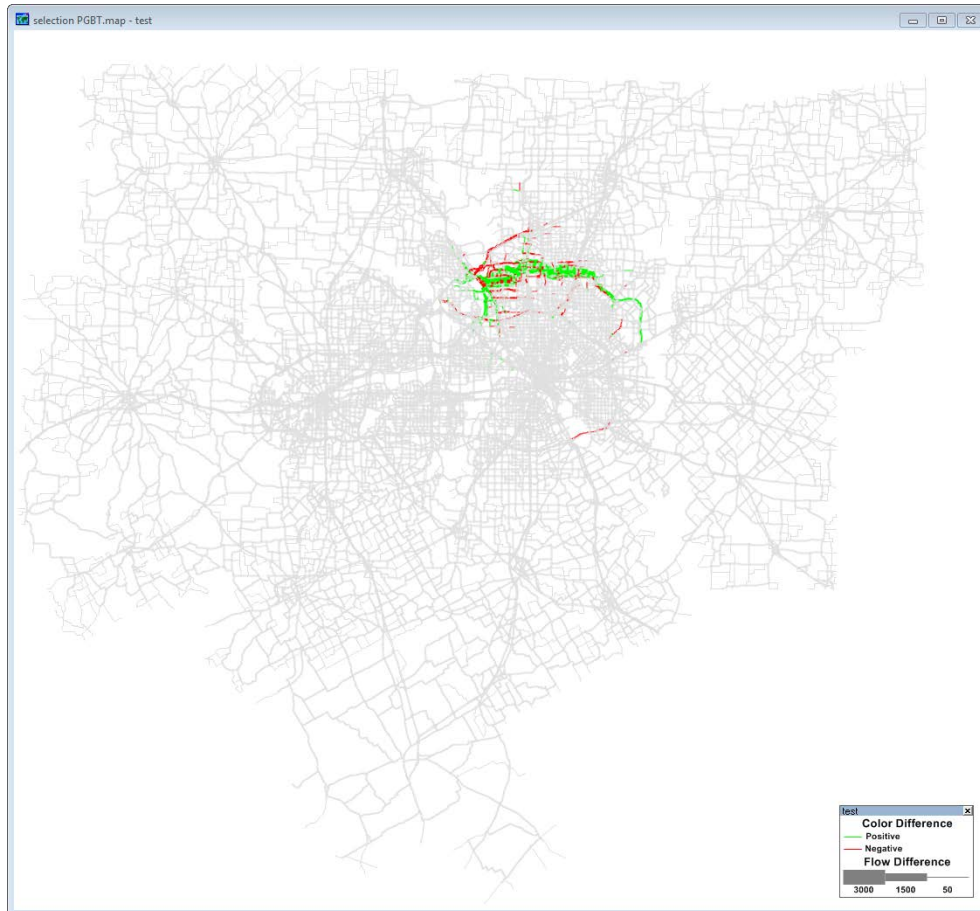 selection PGBT.map - test
test
Color Difference
Positive
Negative
Flow Difference
3000 1500 50